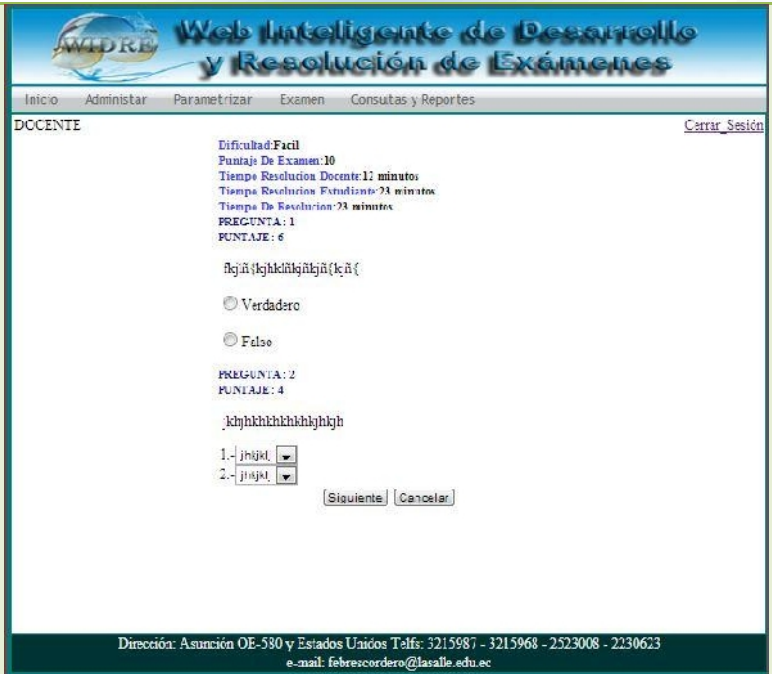 WIDRE
Web Inteligente de Desarrollo
y Resolución de Exámenes
Inicio Administar Parametrizar Examen Consultas y Reportes
DOCENTE Cerrar_Sesión
Dificultad:Facil
Puntaje De Examen:10
Tiempo Resolucion Docente:12 minutos
Tiempo Resolucion Estudiante:23 minutos
Tiempo De Resolucion:23 minutos
PREGUNTA: 1
PUNTAJE: 6
Verdadero
Falso
PREGUNTA: 2
PUNTAJE: 4
1.-
2.-
Siguiente Cancelar
Dirección: Asunción OE-580 y Estados Unidos Telfs: 3215987 - 3215968 - 2523008 - 2230623
e-mail: febrescordero@lasalle.edu.ec